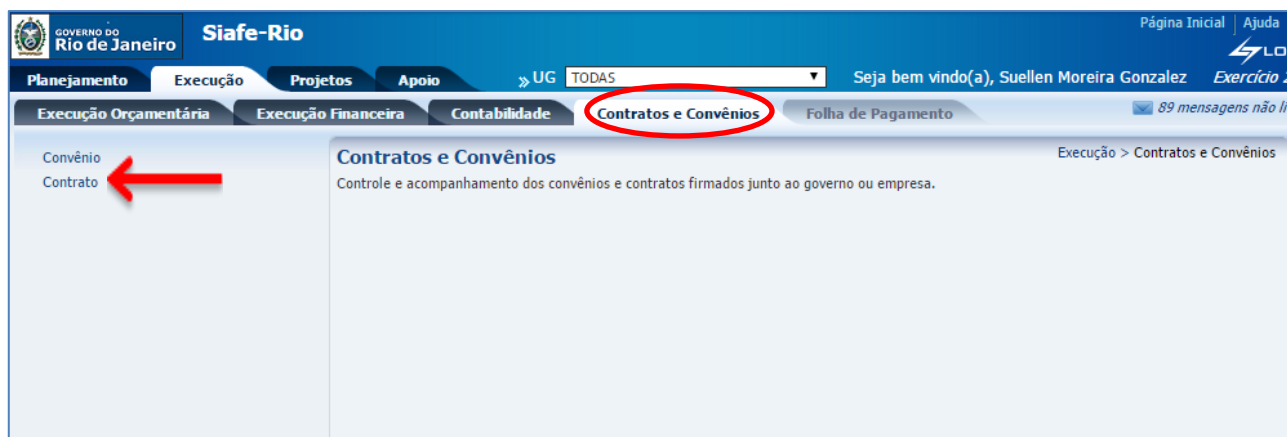 Página Inicial | Ajuda
GOVERNO DO
Rio de Janeiro
Siafe-Rio
Planejamento Execução Projetos Apoio » UG TODAS Seja bem vindo(a), Suellen Moreira Gonzalez Exercício
Execução Orçamentária Execução Financeira Contabilidade Contratos e Convênios Folha de Pagamento 89 mensagens não
Convênio
Contrato
Contratos e Convênios
Execução > Contratos e Convênios
Controle e acompanhamento dos convênios e contratos firmados junto ao governo ou empresa.